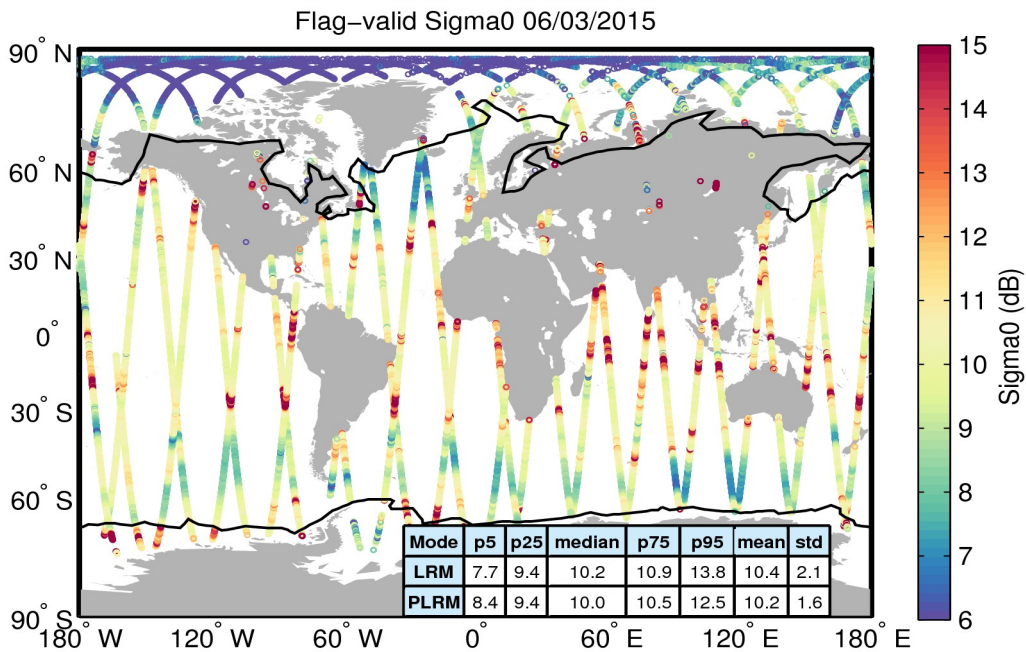 Flag−valid Sigma0 06/03/2015
90° N
60° N
30° N
0°
30° S
60° S
90° S
180° W
120° W
60° W
0°
60° E
120° E
180° E
15
14
13
12
11
10
9
8
7
6
Sigma0 (dB)
Mode p5 p25 median p75 p95 mean std
LRM 7.7 9.4 10.2 10.9 13.8 10.4 2.1
PLRM 8.4 9.4 10.0 10.5 12.5 10.2 1.6